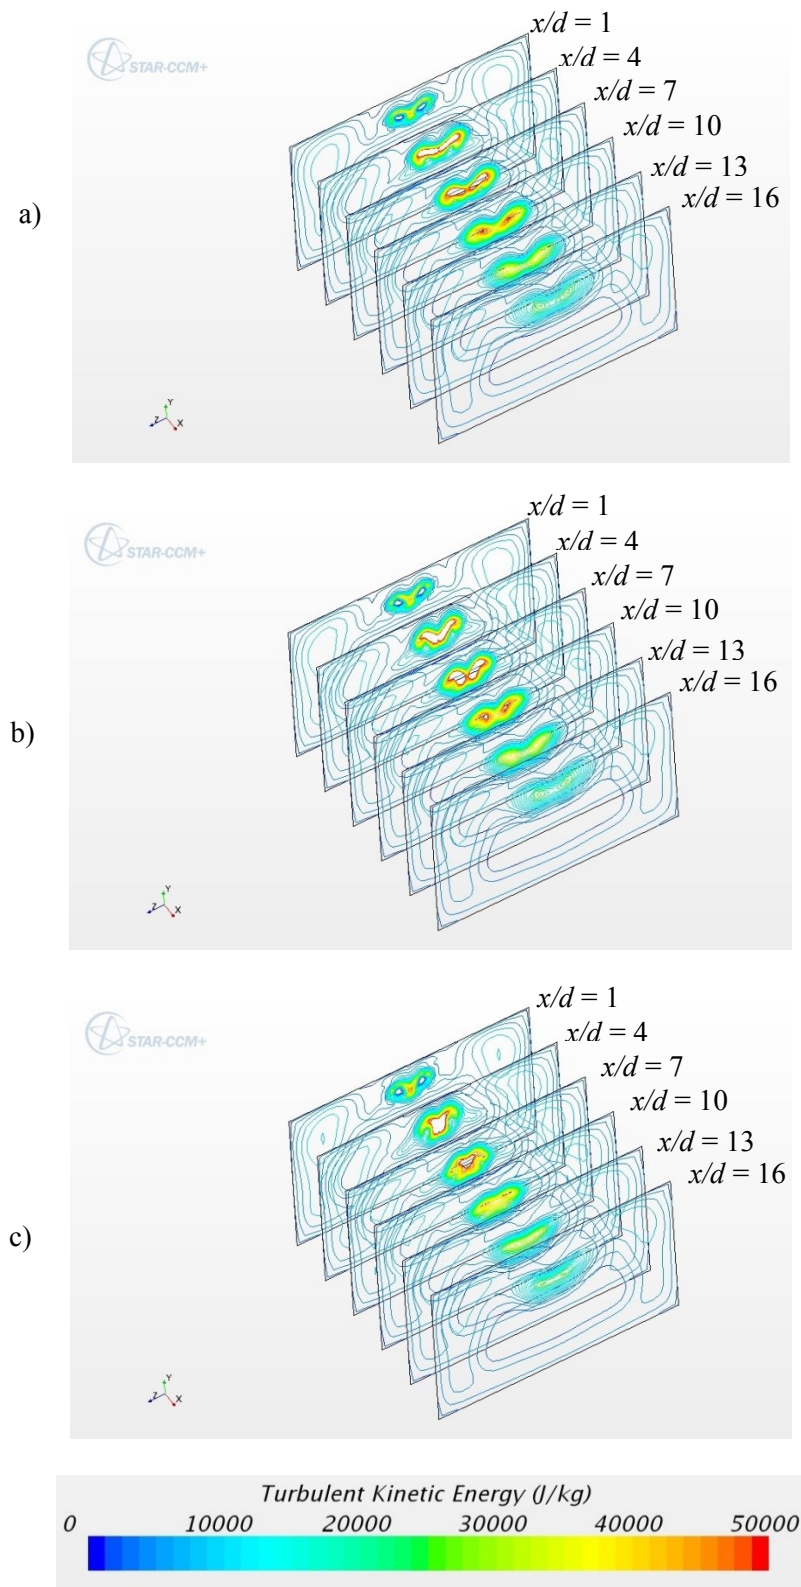 x/d = 1
STAR-CCM+
x/d = 4
x/d = 7
x/d = 10
x/d = 13
x/d = 16
a)
Y
Z
X
x/d = 1
STAR-CCM+
x/d = 4
x/d = 7
x/d = 10
x/d = 13
x/d = 16
b)
Y
Z
X
x/d = 1
STAR-CCM+
x/d = 4
x/d = 7
x/d = 10
x/d = 13
x/d = 16
c)
Y
Z
X
Turbulent Kinetic Energy (J/kg)
0 10000 20000 30000 40000 50000